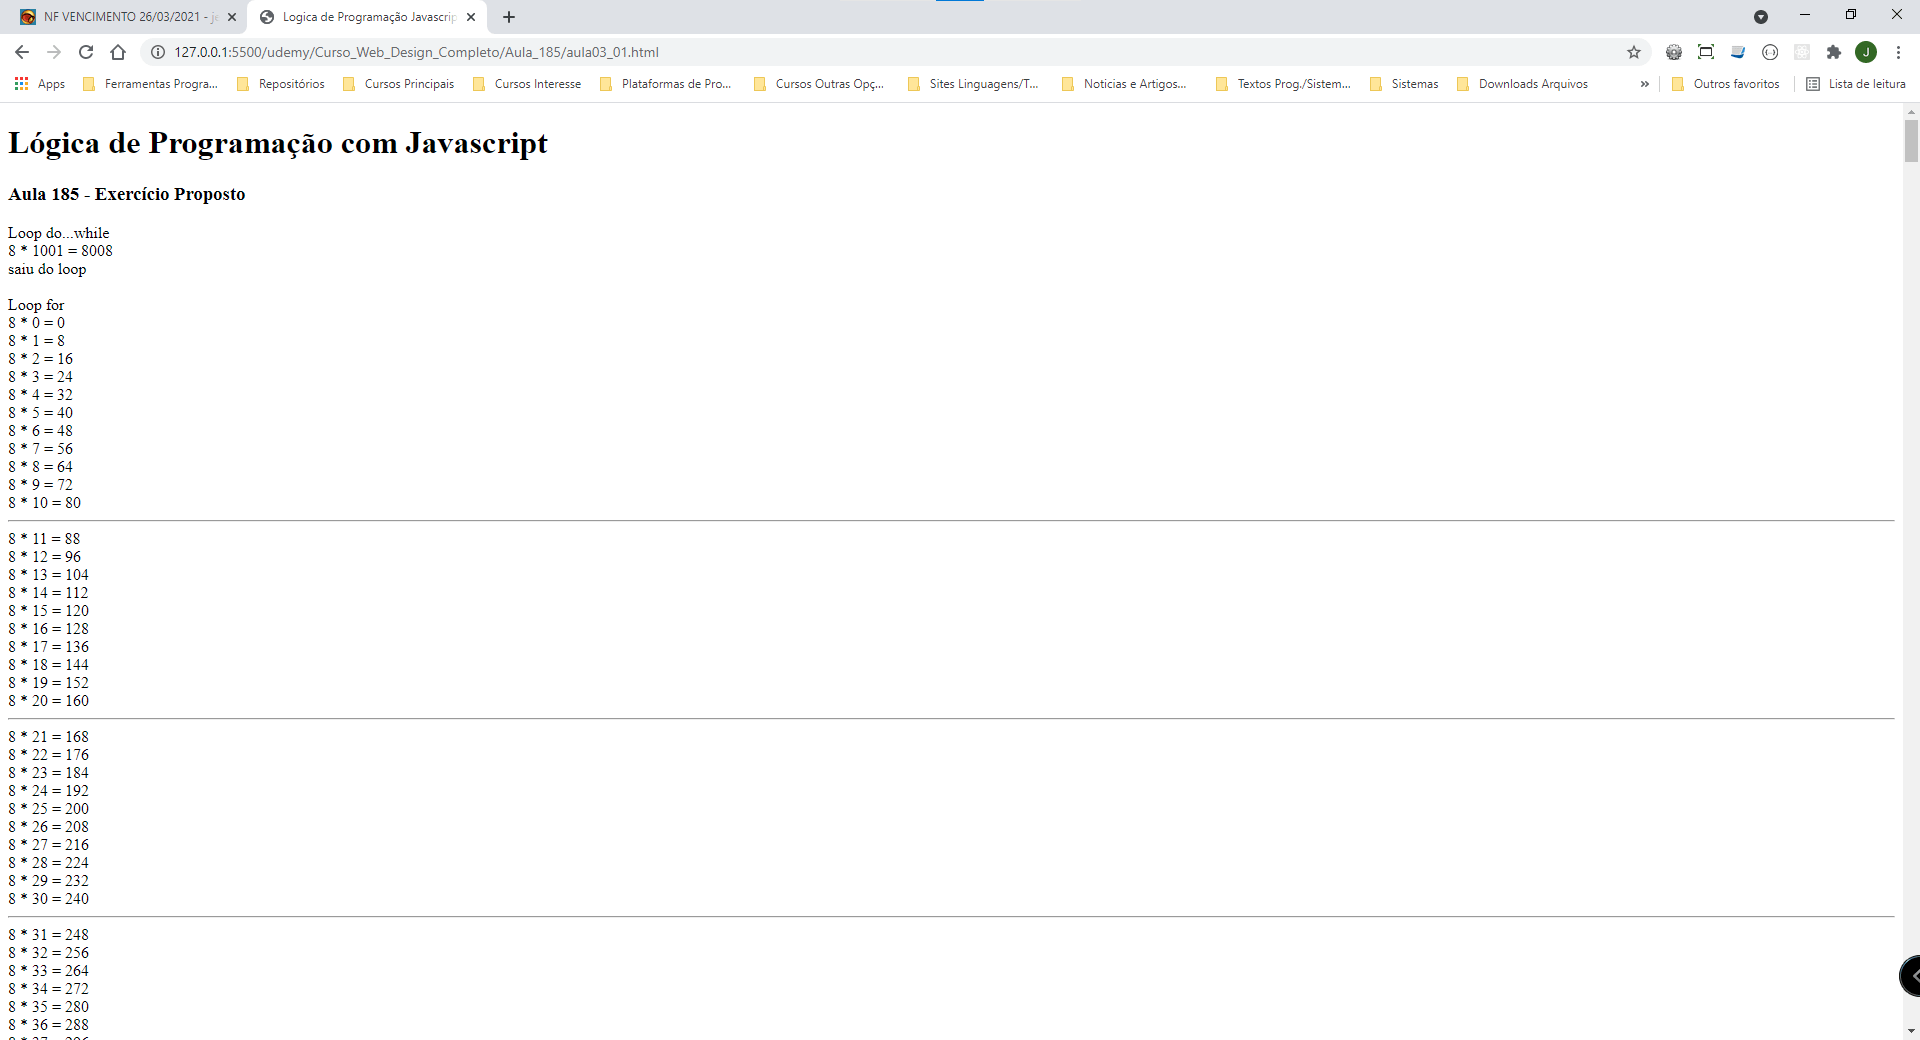 NF VENCIMENTO 26/03/2021 - je
Logica de Programação Javascrip
127.0.0.1:5500/udemy/Curso_Web_Design_Completo/Aula_185/aula03_01.html
J
Apps
Ferramentas Progra...
Repositórios
Cursos Principais
Cursos Interesse
Plataformas de Pro...
Cursos Outras Opç...
Sites Linguagens/T...
Noticias e Artigos...
Textos Prog./Sistem...
Sistemas
Downloads Arquivos
»
Outros favoritos
Lista de leitura
Lógica de Programação com Javascript
Aula 185 - Exercício Proposto
Loop do...while
8 * 1001 = 8008
saiu do loop
Loop for
8 * 0 = 0
8 * 1 = 8
8 * 2 = 16
8 * 3 = 24
8 * 4 = 32
8 * 5 = 40
8 * 6 = 48
8 * 7 = 56
8 * 8 = 64
8 * 9 = 72
8 * 10 = 80
8 * 11 = 88
8 * 12 = 96
8 * 13 = 104
8 * 14 = 112
8 * 15 = 120
8 * 16 = 128
8 * 17 = 136
8 * 18 = 144
8 * 19 = 152
8 * 20 = 160
8 * 21 = 168
8 * 22 = 176
8 * 23 = 184
8 * 24 = 192
8 * 25 = 200
8 * 26 = 208
8 * 27 = 216
8 * 28 = 224
8 * 29 = 232
8 * 30 = 240
8 * 31 = 248
8 * 32 = 256
8 * 33 = 264
8 * 34 = 272
8 * 35 = 280
8 * 36 = 288